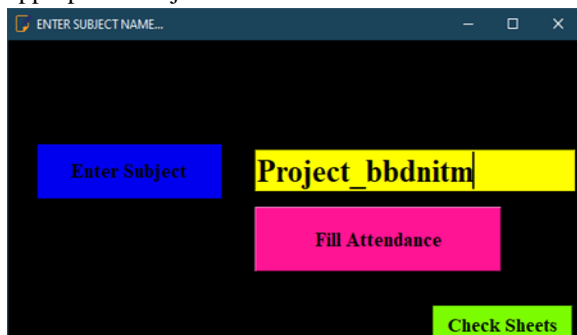 ENTER SUBJECT NAME...
Enter Subject
Project_bbdnitm
Fill Attendance
Check Sheets